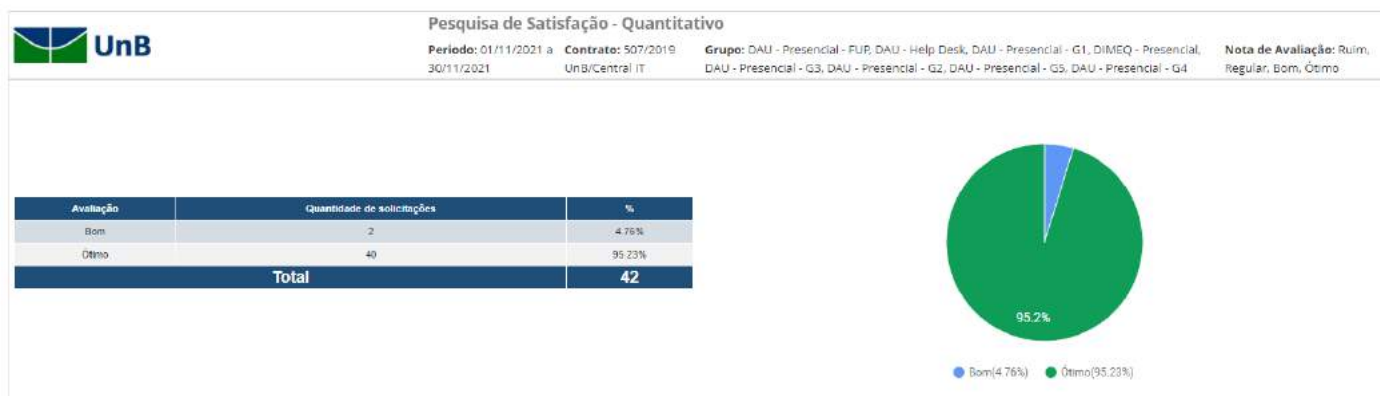 UnB
Pesquisa de Satisfação - Quantitativo
Periodo: 01/11/2021 a 30/11/2021
Contrato: 507/2019 UnB/Central IT
Grupo: DAU - Presencial - FUP, DAU - Help Desk, DAU - Presencial - G1, DIMEQ - Presencial,
DAU - Presencial - G3, DAU - Presencial - G2, DAU - Presencial - G5, DAU - Presencial - G4
Nota de Avaliação: Ruim,
Regular, Bom, Ótimo
Avaliação Quantidade de solicitações %
Bom 2 4.76%
Ótimo 40 95.23%
Total 42
95.2%
Bom(4.76%) Ótimo(95.23%)